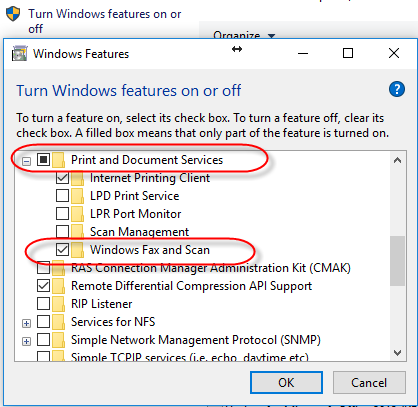 Turn Windows features on or
off
Organize
Windows Features
Turn Windows features on or off
To turn a feature on, select its check box. To turn a feature off, clear its
check box. A filled box means that only part of the feature is turned on.
Print and Document Services
Internet Printing Client
LPD Print Service
LPR Port Monitor
Scan Management
Windows Fax and Scan
RAS Connection Manager Administration Kit (CMAK)
Remote Differential Compression API Support
RIP Listener
Services for NFS
Simple Network Management Protocol (SNMP)
Simple TCPIP services (i.e. echo, daytime etc)
OK
Cancel